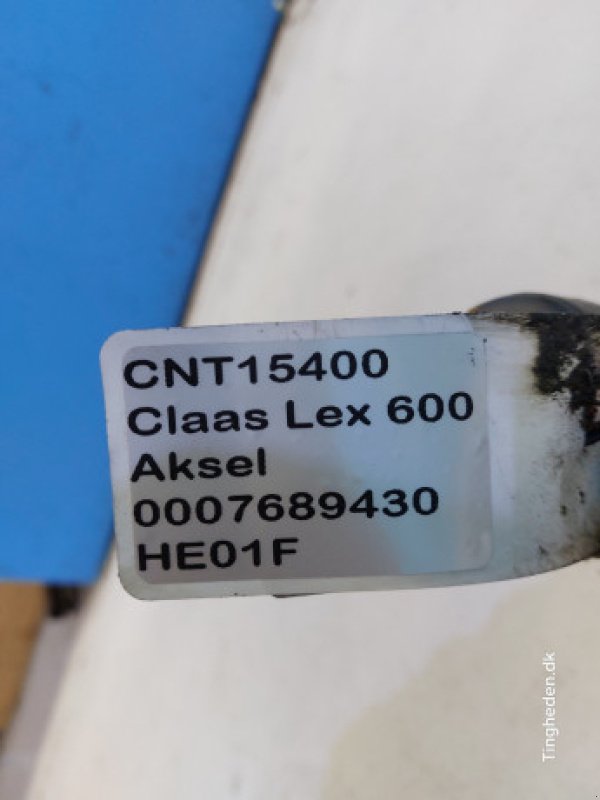 CNT15400
Claas Lex 600
Aksel
0007689430
HE01F
Tingheden.dk